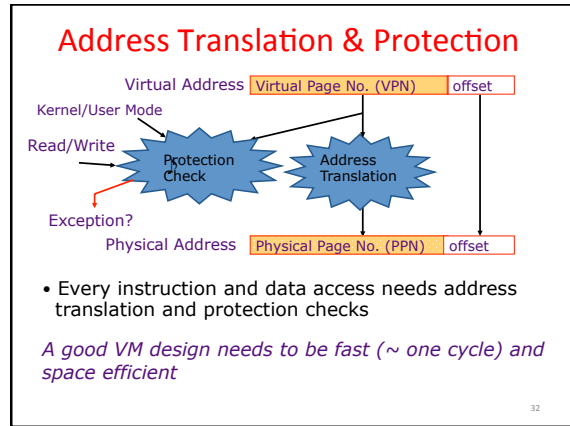 Address Translation & Protection
Virtual Address Virtual Page No. (VPN) offset
Kernel/User Mode
Read/Write
Protection Check
Address Translation
Exception?
Physical Address Physical Page No. (PPN) offset
• Every instruction and data access needs address
translation and protection checks
A good VM design needs to be fast (~ one cycle) and
space efficient
32